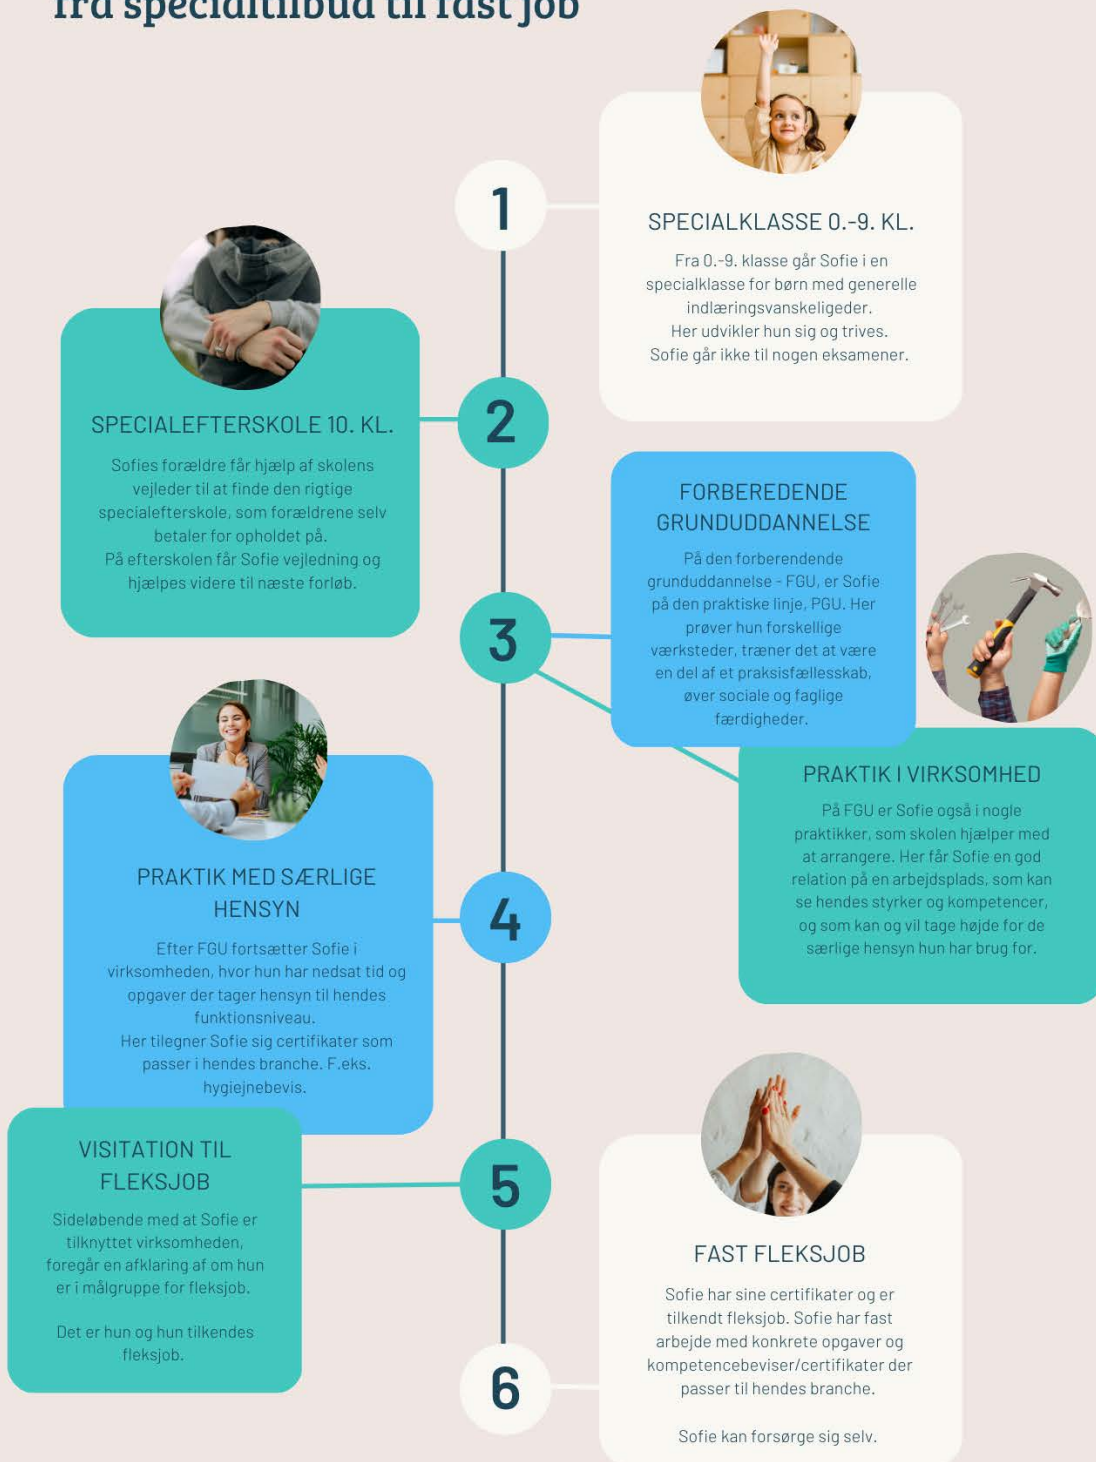 fra specialtilbud til fast job
1
SPECIALKLASSE 0.-9. KL.
Fra 0.-9. klasse går Sofie i en
specialklasse for børn med generelle
indlæringsvanskeligeder.
Her udvikler hun sig og trives.
Sofie går ikke til nogen eksamener.
2
SPECIALEFTERSKOLE 10. KL.
Sofies forældre får hjælp af skolens
vejleder til at finde den rigtige
specialefterskole, som forældrene selv
betaler for opholdet på.
På efterskolen får Sofie vejledning og
hjælpes videre til næste forløb.
3
FORBEREDENDE
GRUNDUDDANNELSE
På den forberendende
grunduddannelse - FGU, er Sofie
på den praktiske linje, PGU. Her
prøver hun forskellige
værksteder, træner det at være
en del af et praksisfællesskab,
øver sociale og faglige
færdigheder.
PRAKTIK I VIRKSOMHED
På FGU er Sofie også i nogle
praktikker, som skolen hjælper med
at arrangere. Her får Sofie en god
relation på en arbejdsplads, som kan
se hendes styrker og kompetencer,
og som kan og vil tage højde for de
særlige hensyn hun har brug for.
4
PRAKTIK MED SÆRLIGE
HENSYN
Efter FGU fortsætter Sofie i
virksomheden, hvor hun har nedsat tid og
opgaver der tager hensyn til hendes
funktionsniveau.
Her tilegner Sofie sig certifikater som
passer i hendes branche. F.eks.
hygiejnebevis.
5
VISITATION TIL
FLEKSJOB
Sideløbende med at Sofie er
tilknyttet virksomheden,
foregår en afklaring af om hun
er i målgruppe for fleksjob.
Det er hun og hun tilkendes
fleksjob.
6
FAST FLEKSJOB
Sofie har sine certifikater og er
tilkendt fleksjob. Sofie har fast
arbejde med konkrete opgaver og
kompetencebeviser/certifikater der
passer til hendes branche.
Sofie kan forsørge sig selv.